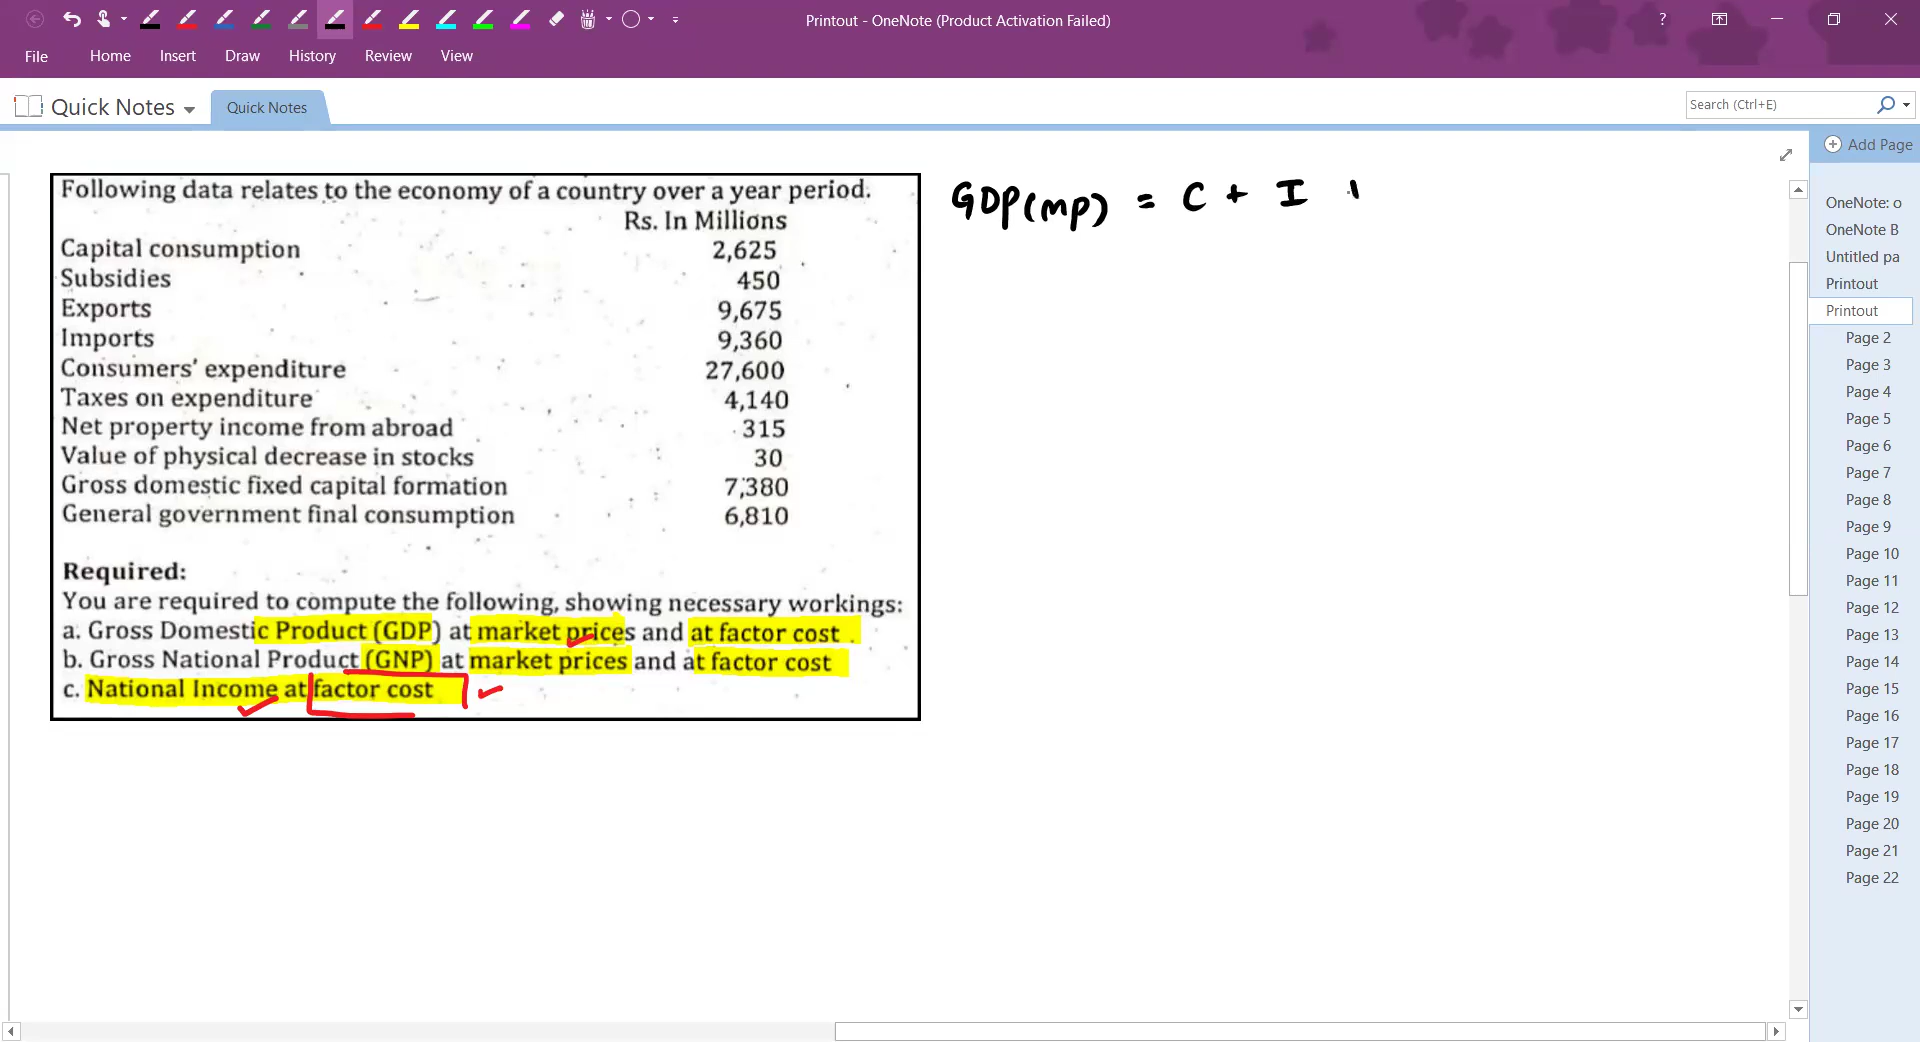 Printout - OneNote (Product Activation Failed)
?
File
Home
Insert
Draw
History
Review
View
Quick Notes
Quick Notes
Search (Ctrl+E)
Add Page
Following data relates to the economy of a country over a year period.
Rs. In Millions
Capital consumption 2,625
Subsidies 450
Exports 9,675
Imports 9,360
Consumers' expenditure 27,600
Taxes on expenditure 4,140
Net property income from abroad 315
Value of physical decrease in stocks 30
Gross domestic fixed capital formation 7,380
General government final consumption 6,810
Required:
You are required to compute the following, showing necessary workings:
a. Gross Domestic Product (GDP) at market prices and at factor cost
b. Gross National Product (GNP) at market prices and at factor cost
c. National Income at factor cost
GDP(mp) = C + I
OneNote: o
OneNote B
Untitled pa
Printout
Printout
Page 2
Page 3
Page 4
Page 5
Page 6
Page 7
Page 8
Page 9
Page 10
Page 11
Page 12
Page 13
Page 14
Page 15
Page 16
Page 17
Page 18
Page 19
Page 20
Page 21
Page 22